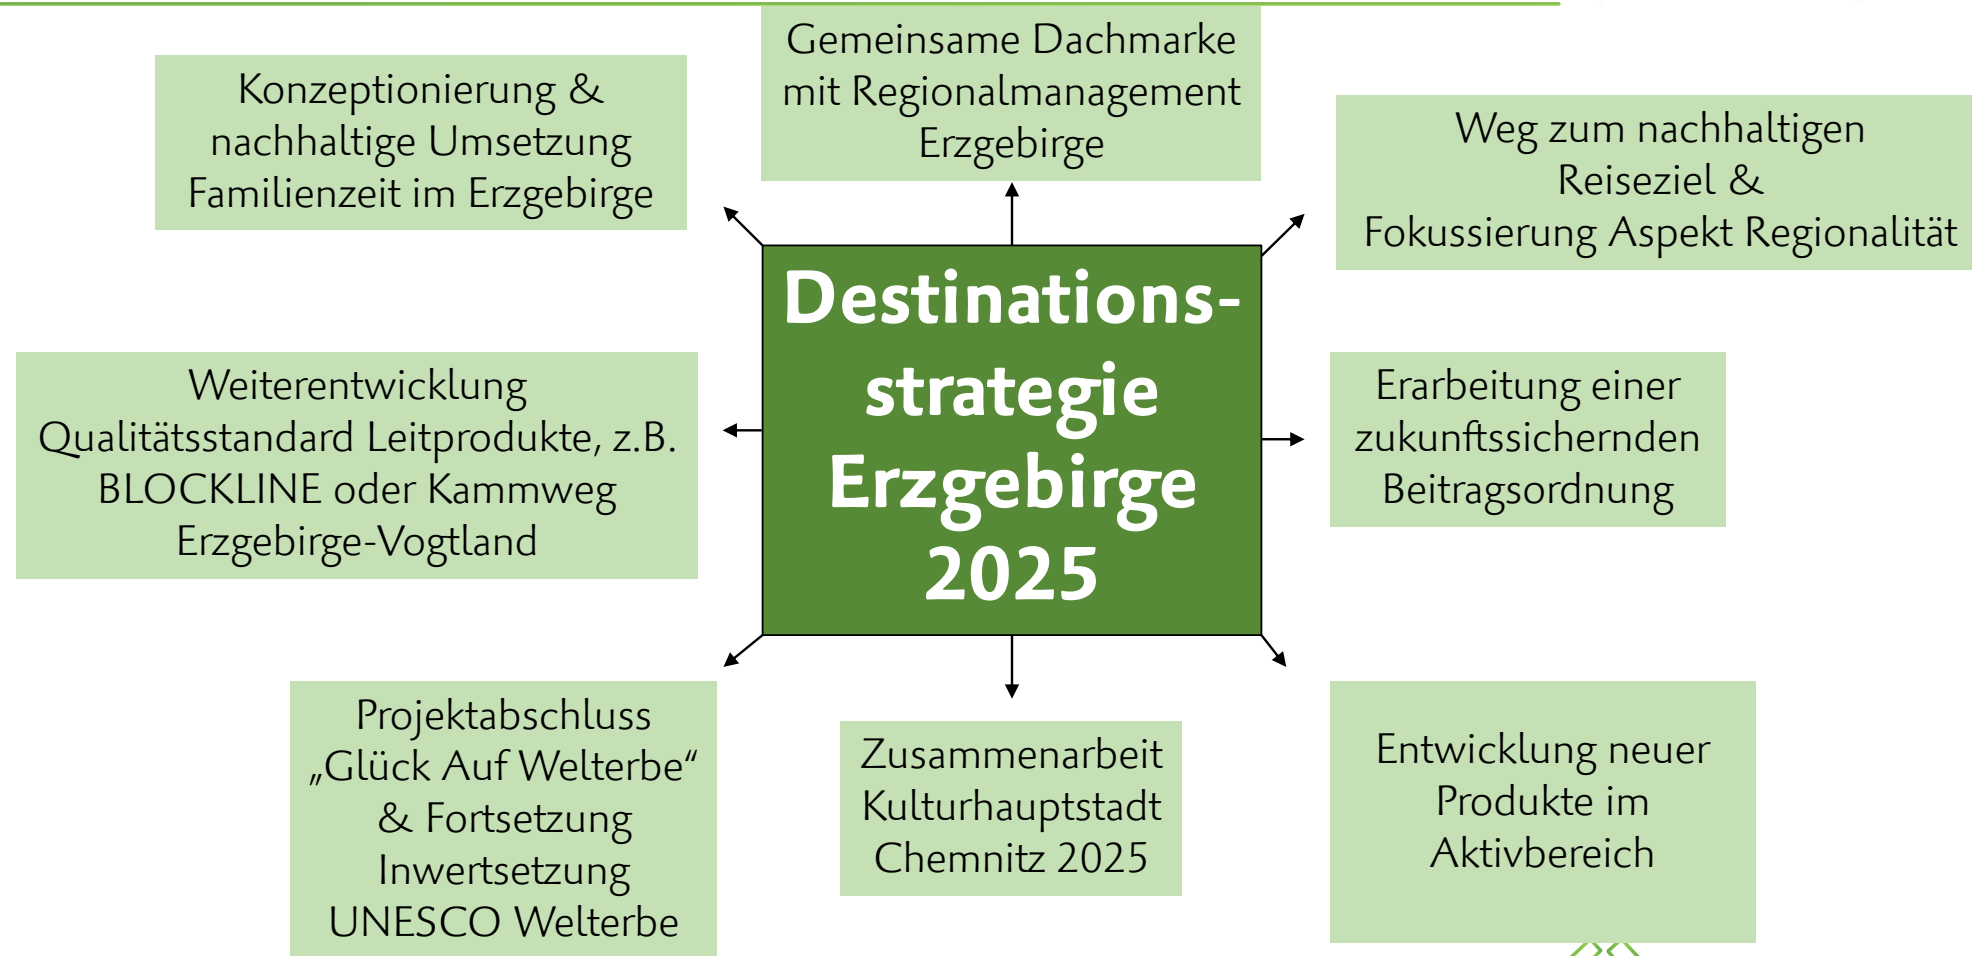 Gemeinsame Dachmarke
mit Regionalmanagement
Erzgebirge
Konzeptionierung &
nachhaltige Umsetzung
Familienzeit im Erzgebirge
Weg zum nachhaltigen
Reiseziel &
Fokussierung Aspekt Regionalität
Destinations-
strategie
Erzgebirge
2025
Weiterentwicklung
Qualitätsstandard Leitprodukte, z.B.
BLOCKLINE oder Kammweg
Erzgebirge-Vogtland
Erarbeitung einer
zukunftssichernden
Beitragsordnung
Projektabschluss
„Glück Auf Welterbe“
& Fortsetzung
Inwertsetzung
UNESCO Welterbe
Zusammenarbeit
Kulturhauptstadt
Chemnitz 2025
Entwicklung neuer
Produkte im
Aktivbereich